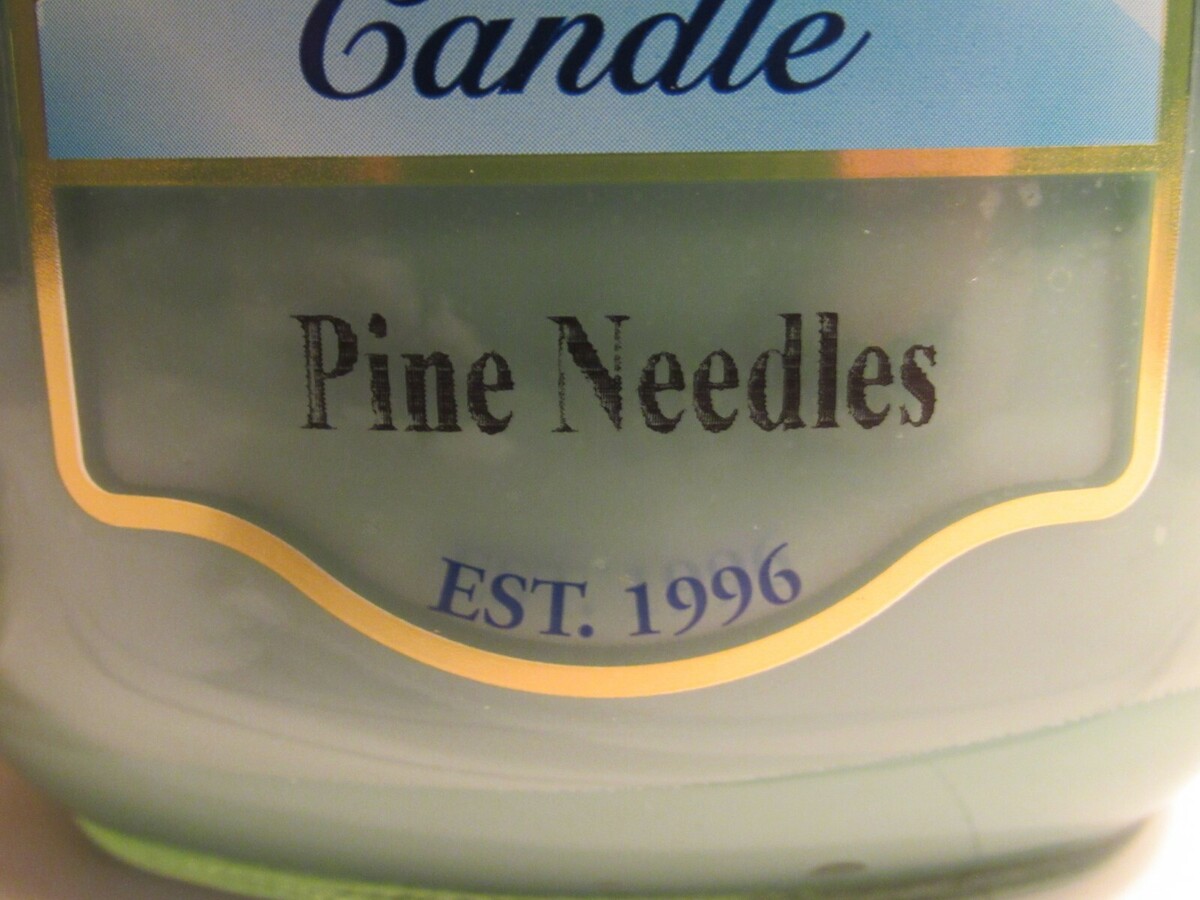 Candle
Pine Needles
EST. 1996